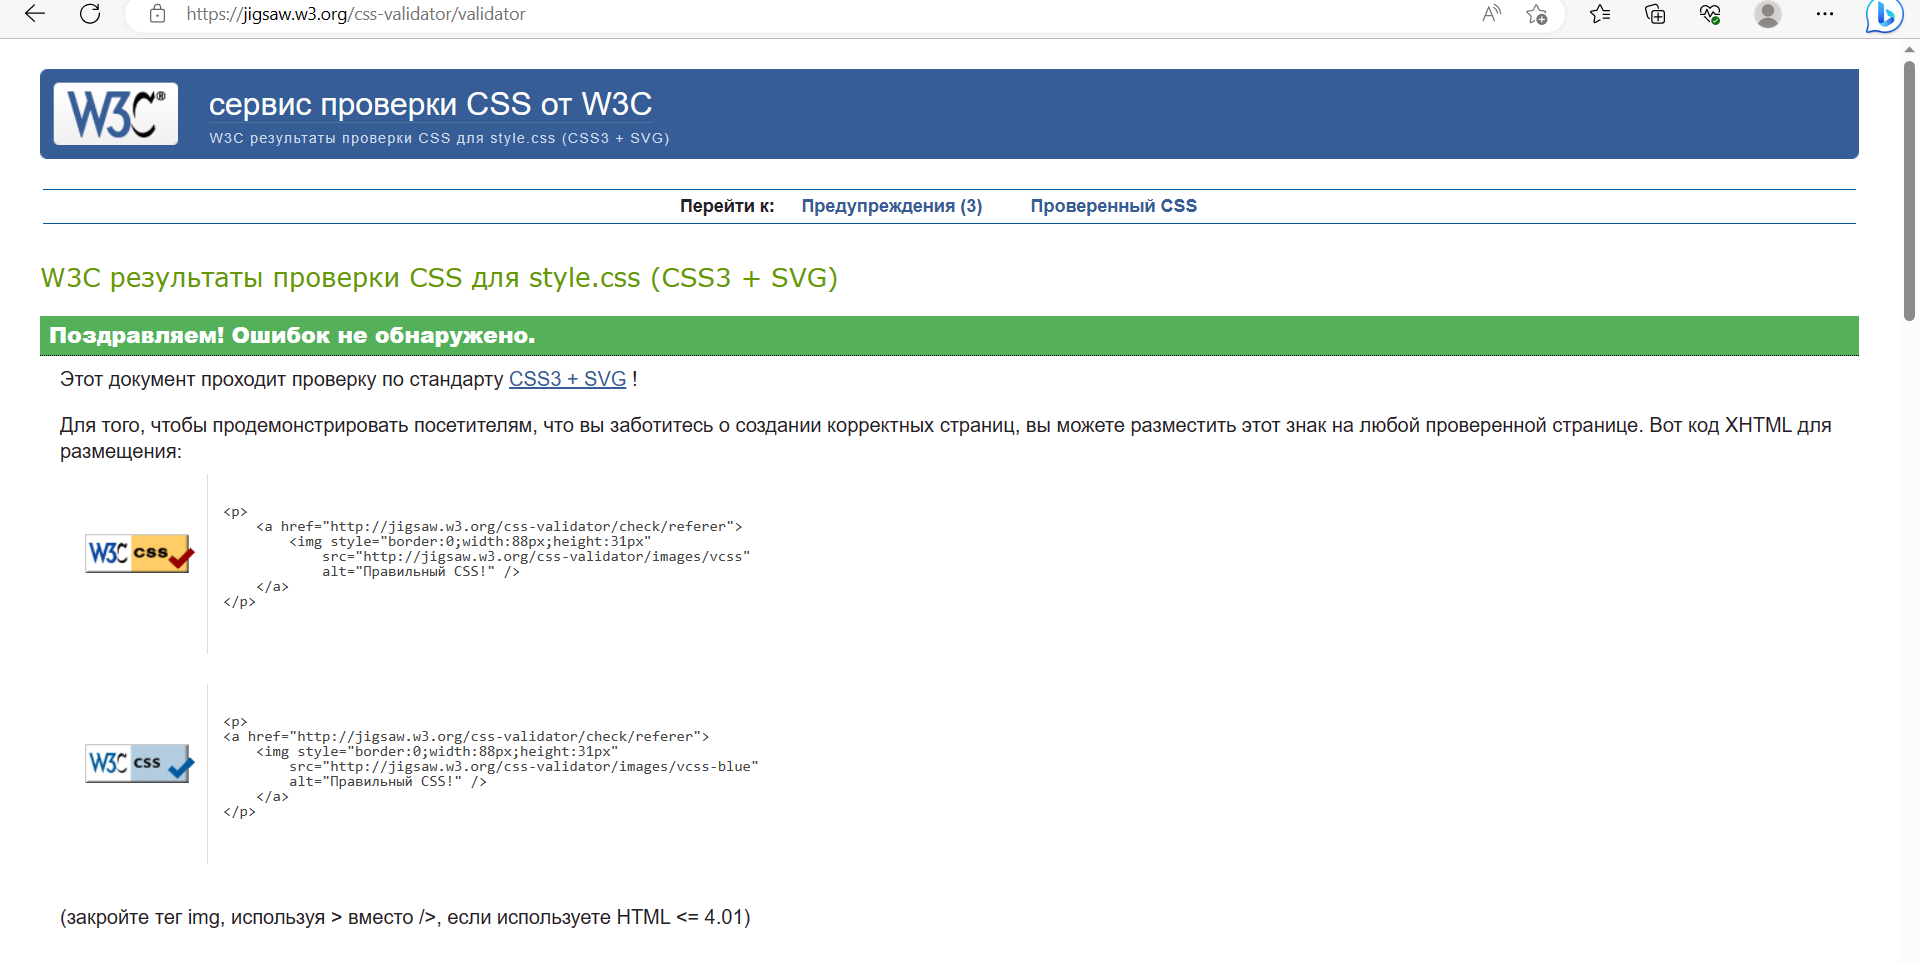 https://jigsaw.w3.org/css-validator/validator
W3C®
сервис проверки CSS от W3C
W3C результаты проверки CSS для style.css (CSS3 + SVG)
Перейти к: Предупреждения (3) Проверенный CSS
W3C результаты проверки CSS для style.css (CSS3 + SVG)
Поздравляем! Ошибок не обнаружено.
Этот документ проходит проверку по стандарту CSS3 + SVG !
Для того, чтобы продемонстрировать посетителям, что вы заботитесь о создании корректных страниц, вы можете разместить этот знак на любой проверенной странице. Вот код XHTML для
размещения:
W3C css
<p>
<a href="http://jigsaw.w3.org/css-validator/check/referer">
<img style="border:0;width:88px;height:31px"
src="http://jigsaw.w3.org/css-validator/images/vcss"
alt="Правильный CSS!" />
</a>
</p>
W3C css
<p>
<a href="http://jigsaw.w3.org/css-validator/check/referer">
<img style="border:0;width:88px;height:31px"
src="http://jigsaw.w3.org/css-validator/images/vcss-blue"
alt="Правильный CSS!" />
</a>
</p>
(закройте тег img, используя > вместо />, если используете HTML <= 4.01)